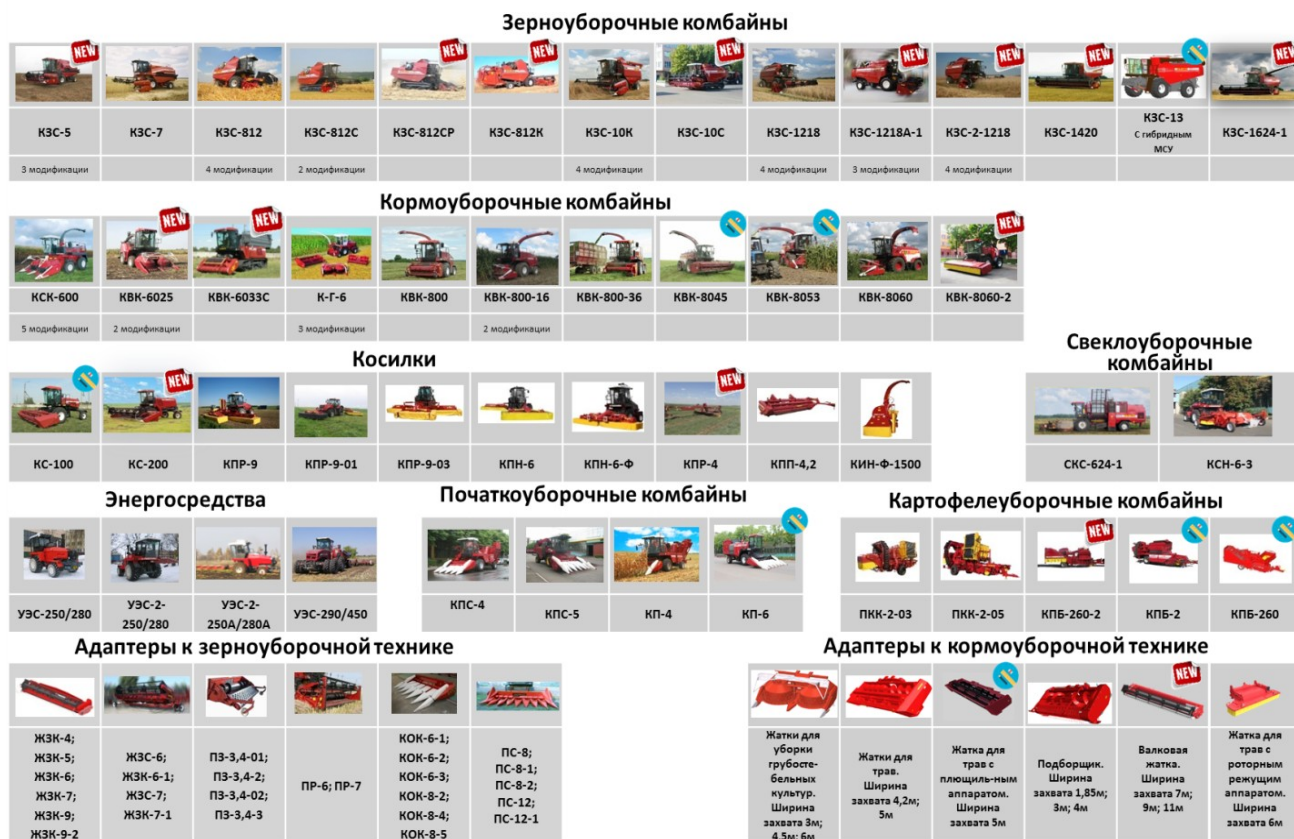 Зерноуборочные комбайны
NEW NEW NEW NEW NEW NEW NEW NEW
КЗС-5 КЗС-7 КЗС-812 КЗС-812С КЗС-812СР КЗС-812К КЗС-10К КЗС-10С КЗС-1218 КЗС-1218А-1 КЗС-2-1218 КЗС-1420 КЗС-13 КЗС-1624-1
С гибридным
МСУ
3 модификации 4 модификации 2 модификации 4 модификации 4 модификации 3 модификации 4 модификации
Кормоуборочные комбайны
NEW NEW NEW
КСК-600 КВК-6025 КВК-6033С К-Г-6 КВК-800 КВК-800-16 КВК-800-36 КВК-8045 КВК-8053 КВК-8060 КВК-8060-2
5 модификации 2 модификации 3 модификации 2 модификации
Косилки
NEW NEW
КС-100 КС-200 КПР-9 КПР-9-01 КПР-9-03 КПН-6 КПН-6-Ф КПР-4 КПП-4,2 КИН-Ф-1500
Свеклоуборочные
комбайны
СКС-624-1 КСН-6-3
Энергосредства
УЭС-250/280 УЭС-2- УЭС-2- УЭС-290/450
250/280 250А/280А
Початкоуборочные комбайны
КПС-4 КПС-5 КП-4 КП-6
Картофелеуборочные комбайны
NEW
ПКК-2-03 ПКК-2-05 КПБ-260-2 КПБ-2 КПБ-260
Адаптеры к зерноуборочной технике
ЖЗК-4;
ЖЗК-5;
ЖЗК-6;
ЖЗК-7;
ЖЗК-9;
ЖЗК-9-2
ЖЗС-6;
ЖЗК-6-1;
ЖЗС-7;
ЖЗК-7-1
ПЗ-3,4-01;
ПЗ-3,4-2;
ПЗ-3,4-02;
ПЗ-3,4-3
ПР-6; ПР-7
КОК-6-1;
КОК-6-2;
КОК-6-3;
КОК-8-2;
КОК-8-4;
КОК-8-5
ПС-8;
ПС-8-1;
ПС-8-2;
ПС-12;
ПС-12-1
Адаптеры к кормоуборочной технике
NEW
Жатки для
уборки
грубосте-
бельных
культур.
Ширина
захвата 3м;
4,5м; 6м
Жатки для
трав.
Ширина
захвата 4,2м;
5м
Жатка для
трав с
плющиль-ным
аппаратом.
Ширина
захвата 5м
Подборщик.
Ширина
захвата 1,85м;
3м; 4м
Валковая
жатка.
Ширина
захвата 7м;
9м; 11м
Жатка для
трав с
роторным
режущим
аппаратом.
Ширина
захвата 6м